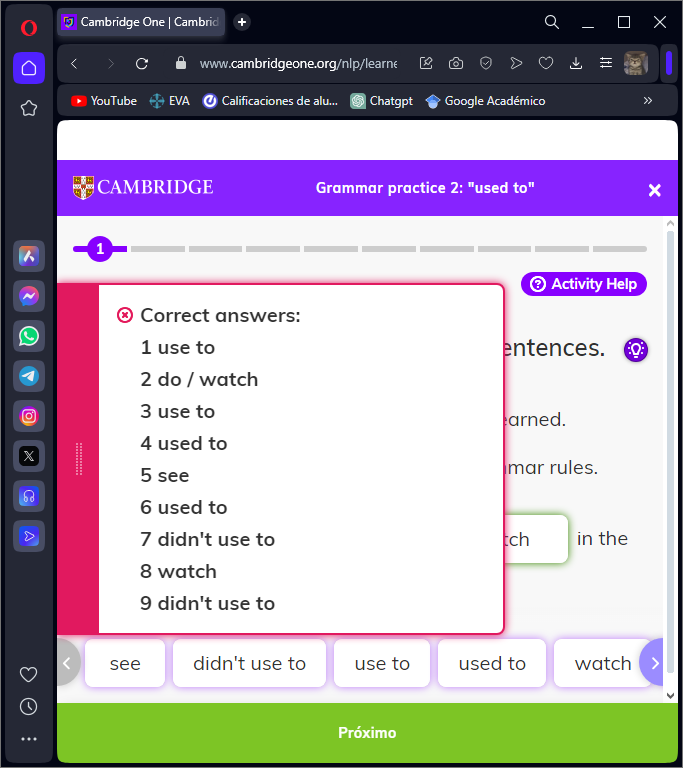 Cambridge One | Cambrid
www.cambridgeone.org/nlp/learne
YouTube
EVA
Calificaciones de alu...
Chatgpt
Google Académico
»
CAMBRIDGE
Grammar practice 2: "used to"
1
Activity Help
Correct answers:
1 use to
2 do / watch
3 use to
4 used to
5 see
6 used to
7 didn't use to
8 watch
9 didn't use to
entences.
earned.
mar rules.
tch in the
see
didn't use to
use to
used to
watch
Próximo